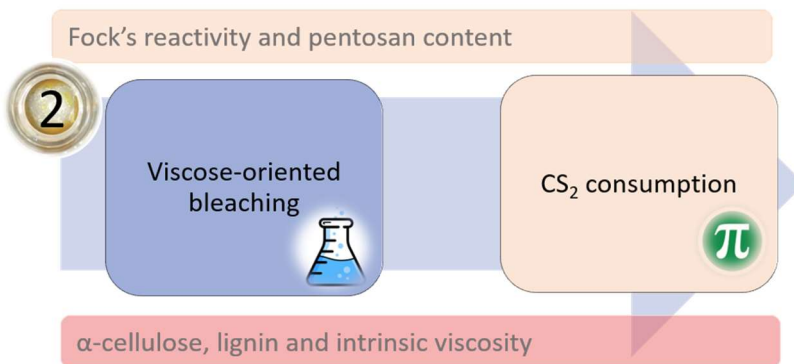 Fock's reactivity and pentosan content
2
Viscose-oriented
bleaching
CS₂ consumption
π
α-cellulose, lignin and intrinsic viscosity